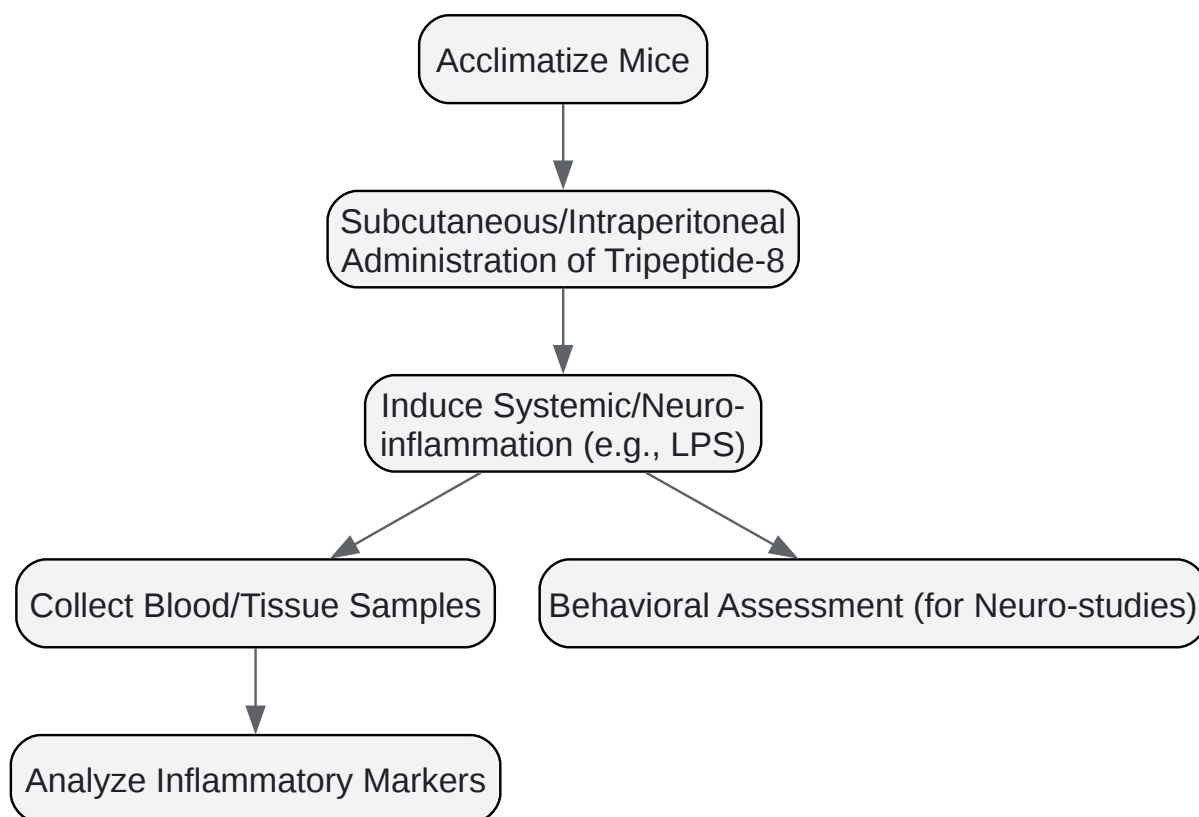 Acclimatize Mice
Subcutaneous/Intraperitoneal
Administration of Tripeptide-8
Induce Systemic/Neuro-
inflammation (e.g., LPS)
Collect Blood/Tissue Samples
Behavioral Assessment (for Neuro-studies)
Analyze Inflammatory Markers